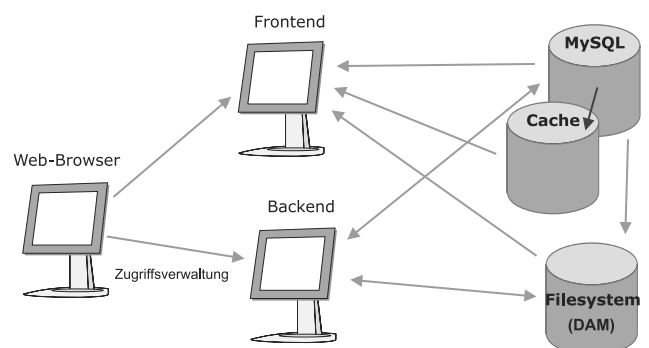 Frontend
MySQL
Cache
Web-Browser
Backend
Zugriffsverwaltung
Filesystem
(DAM)